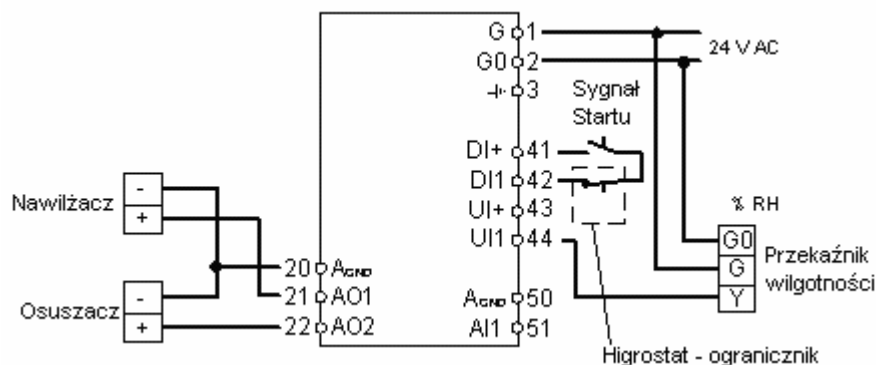 G 1
24 V AC
G0 2
3
Sygnał
Startu
DI+ 41
DI1 42
UI+ 43
UI1 44
% RH
Nawilżacz
-
+
G0
G
Y
Przekaźnik
wilgotności
20 AGND
21 AO1
22 AO2
AGND 50
AI1 51
Osuszacz
-
+
Higrostat - ogranicznik